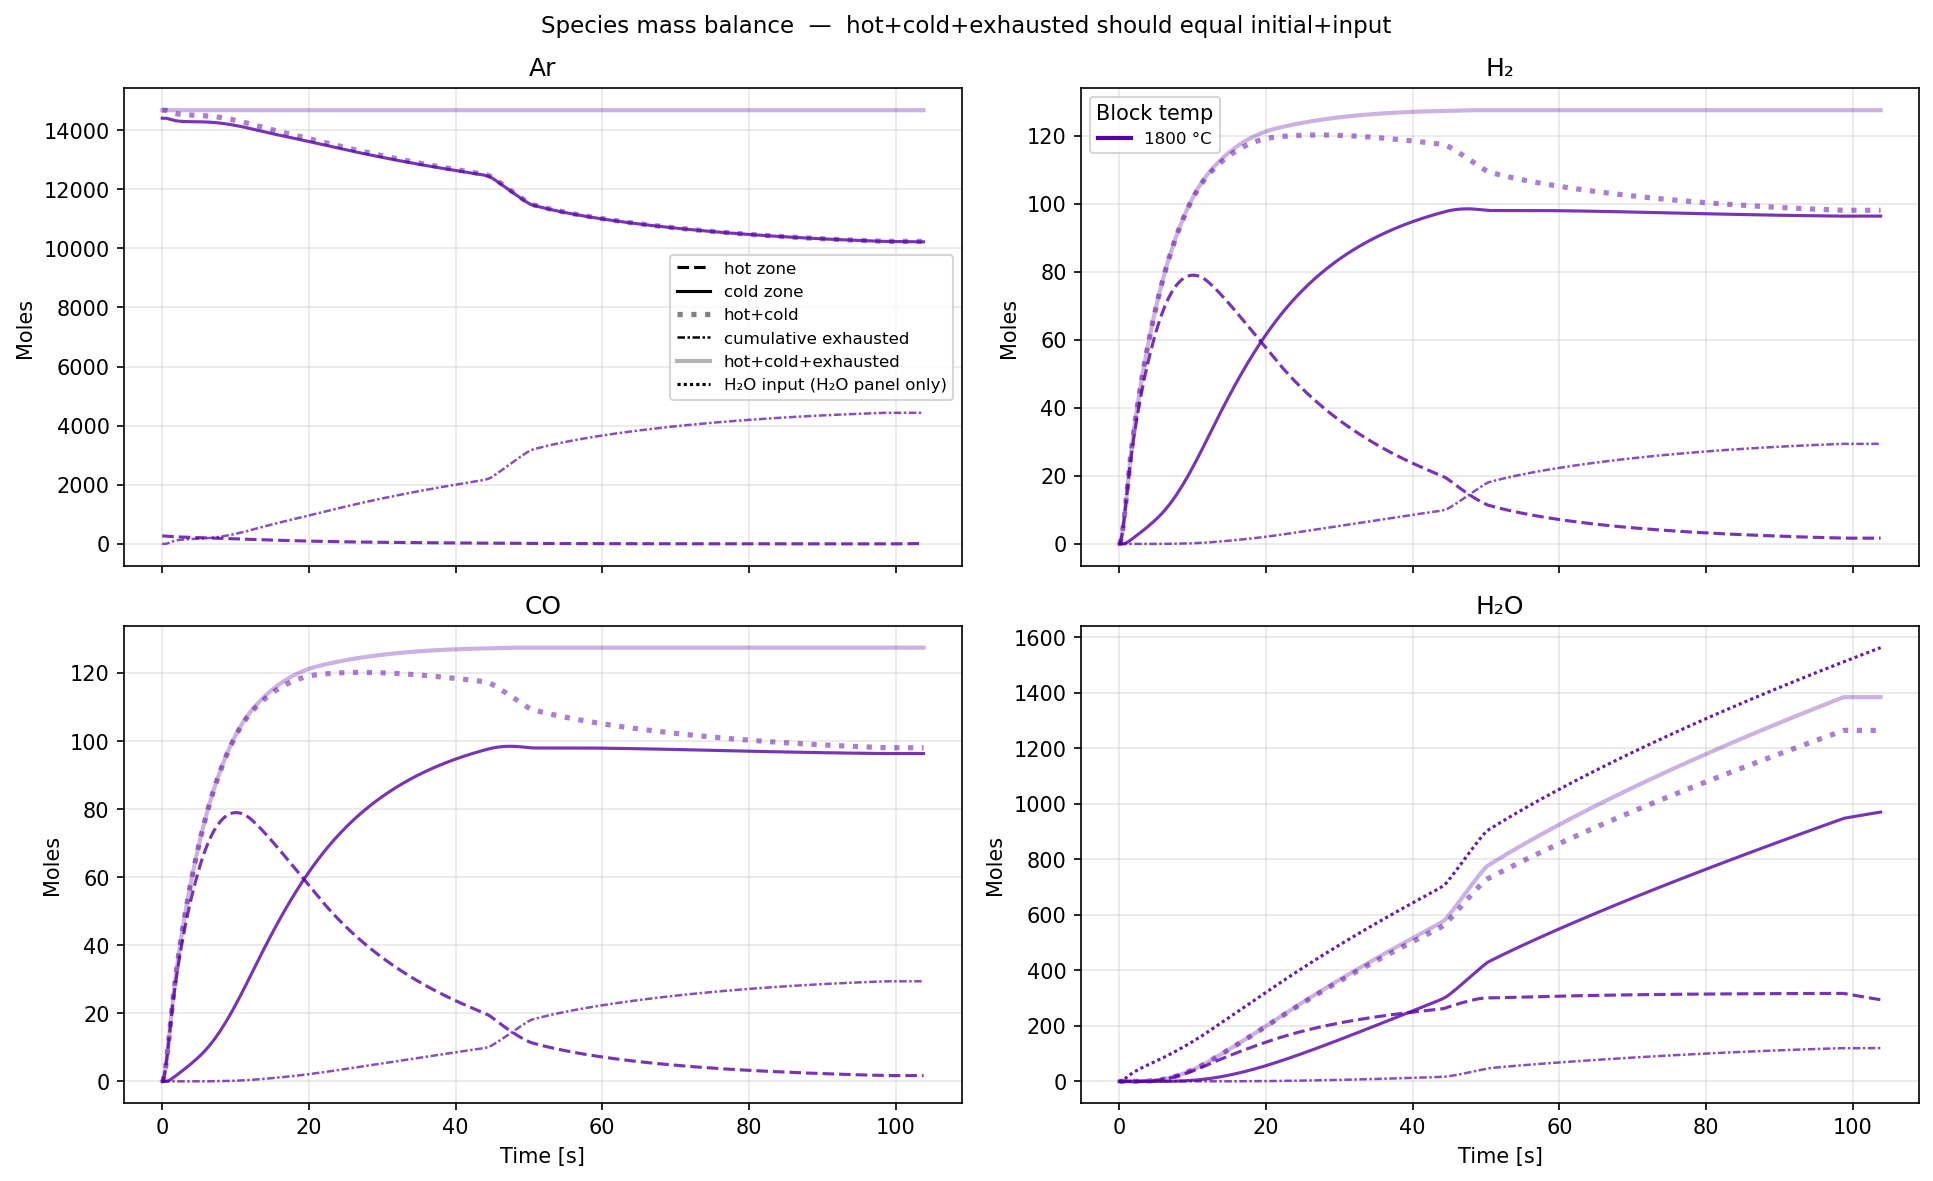 Species mass balance  —  hot+cold+exhausted should equal initial+input
Ar
Moles
14000
12000
10000
8000
6000
4000
2000
0
hot zone
cold zone
hot+cold
cumulative exhausted
hot+cold+exhausted
H₂O input (H₂O panel only)
H₂
Moles
120
100
80
60
40
20
0
Block temp
1800 °C
CO
Moles
120
100
80
60
40
20
0
0 20 40 60 80 100
Time [s]
H₂O
Moles
1600
1400
1200
1000
800
600
400
200
0
0 20 40 60 80 100
Time [s]